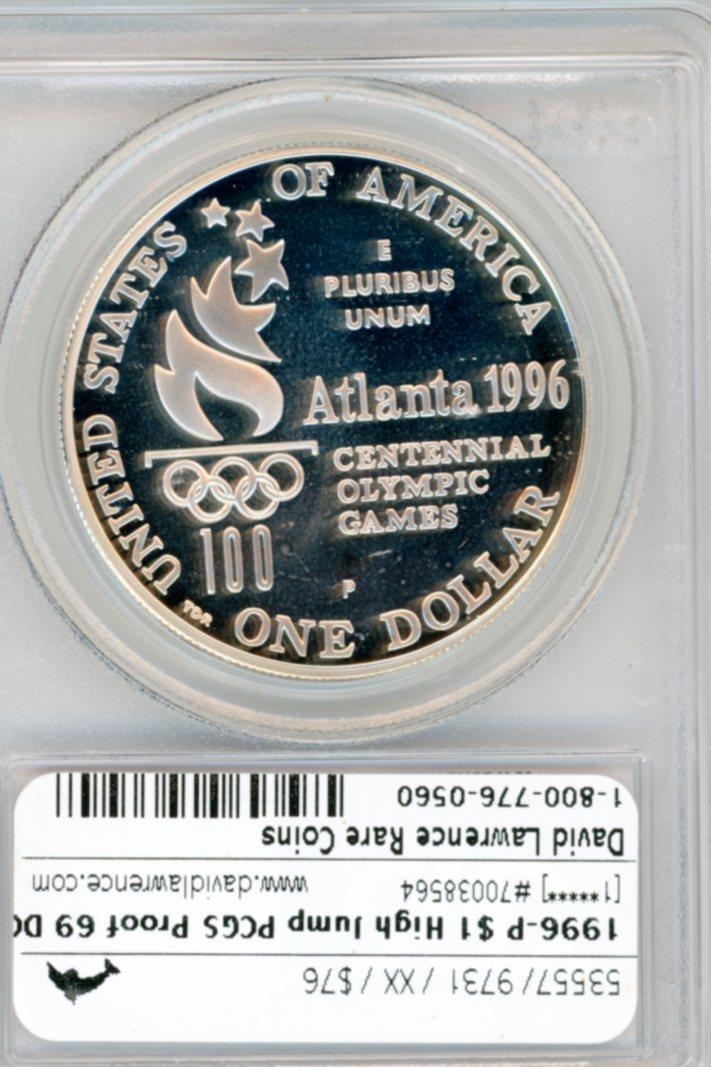 UNITED STATES OF AMERICA
E
PLURIBUS
UNUM
Atlanta 1996
CENTENNIAL
OLYMPIC
GAMES
100
P
TDR
ONE DOLLAR
53557 / 9731 / XX / $76
1996-P $1 High Jump PCGS Proof 69 DC
[1*****] #70038564 www.davidlawrence.com
David Lawrence Rare Coins
1-800-776-0560